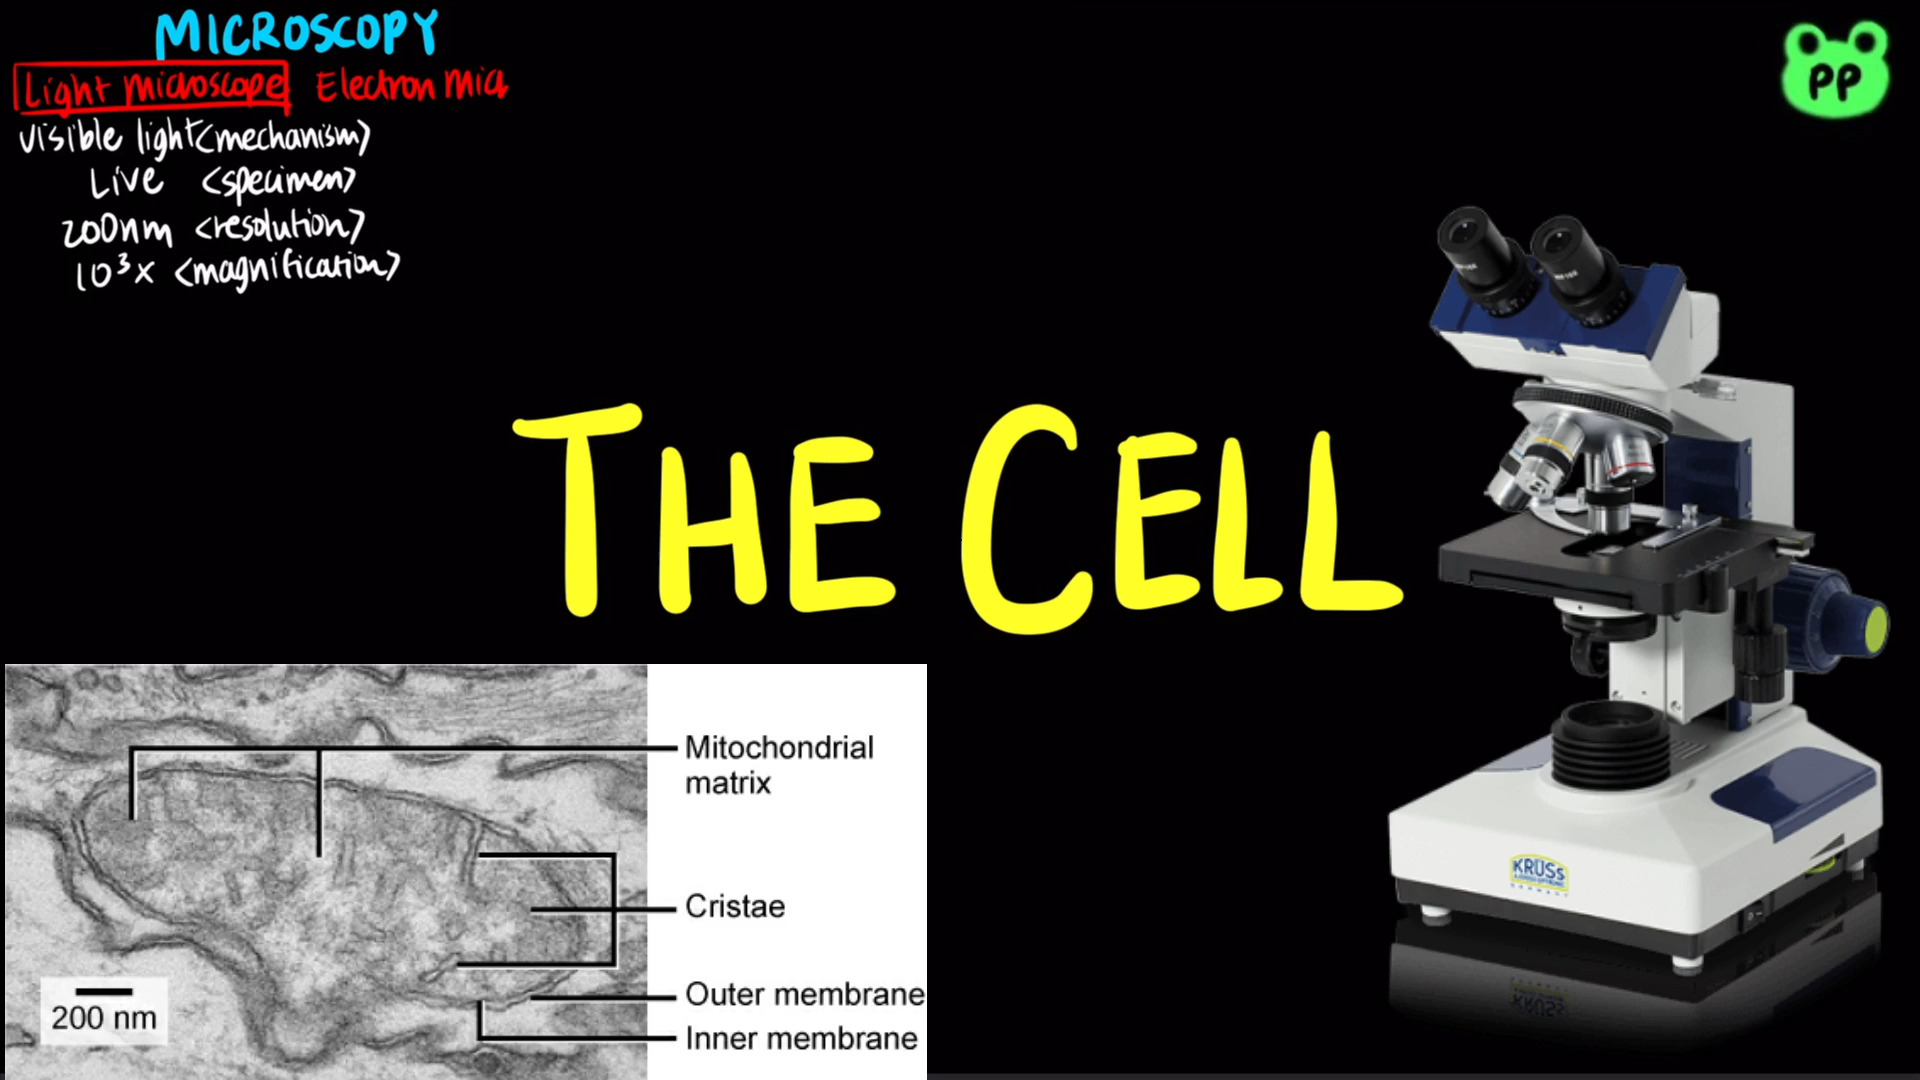 MICROSCOPY
Light microscope Electron mic
visible light <mechanism>
Live <specimen>
200nm <resolution>
10³x <magnification>
PP
THE CELL
Mitochondrial
matrix
Cristae
Outer membrane
Inner membrane
200 nm
KRÜSS